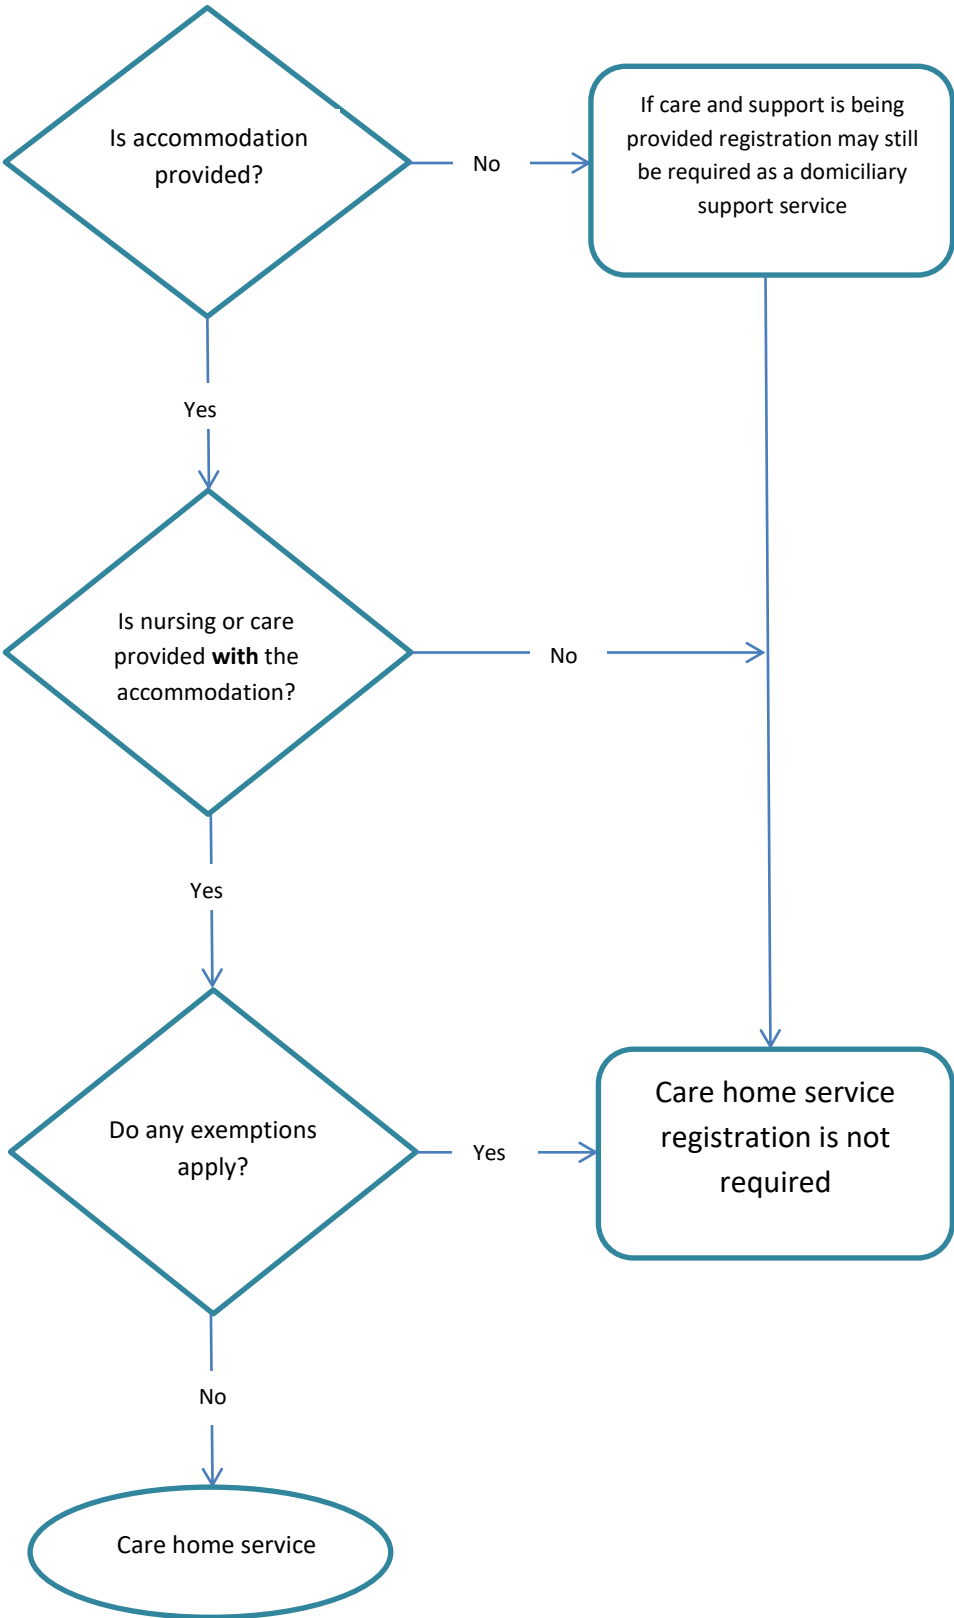 Is accommodation
provided?
No
If care and support is being
provided registration may still
be required as a domiciliary
support service
Yes
Is nursing or care
provided with the
accommodation?
No
Yes
Do any exemptions
apply?
Yes
Care home service
registration is not
required
No
Care home service